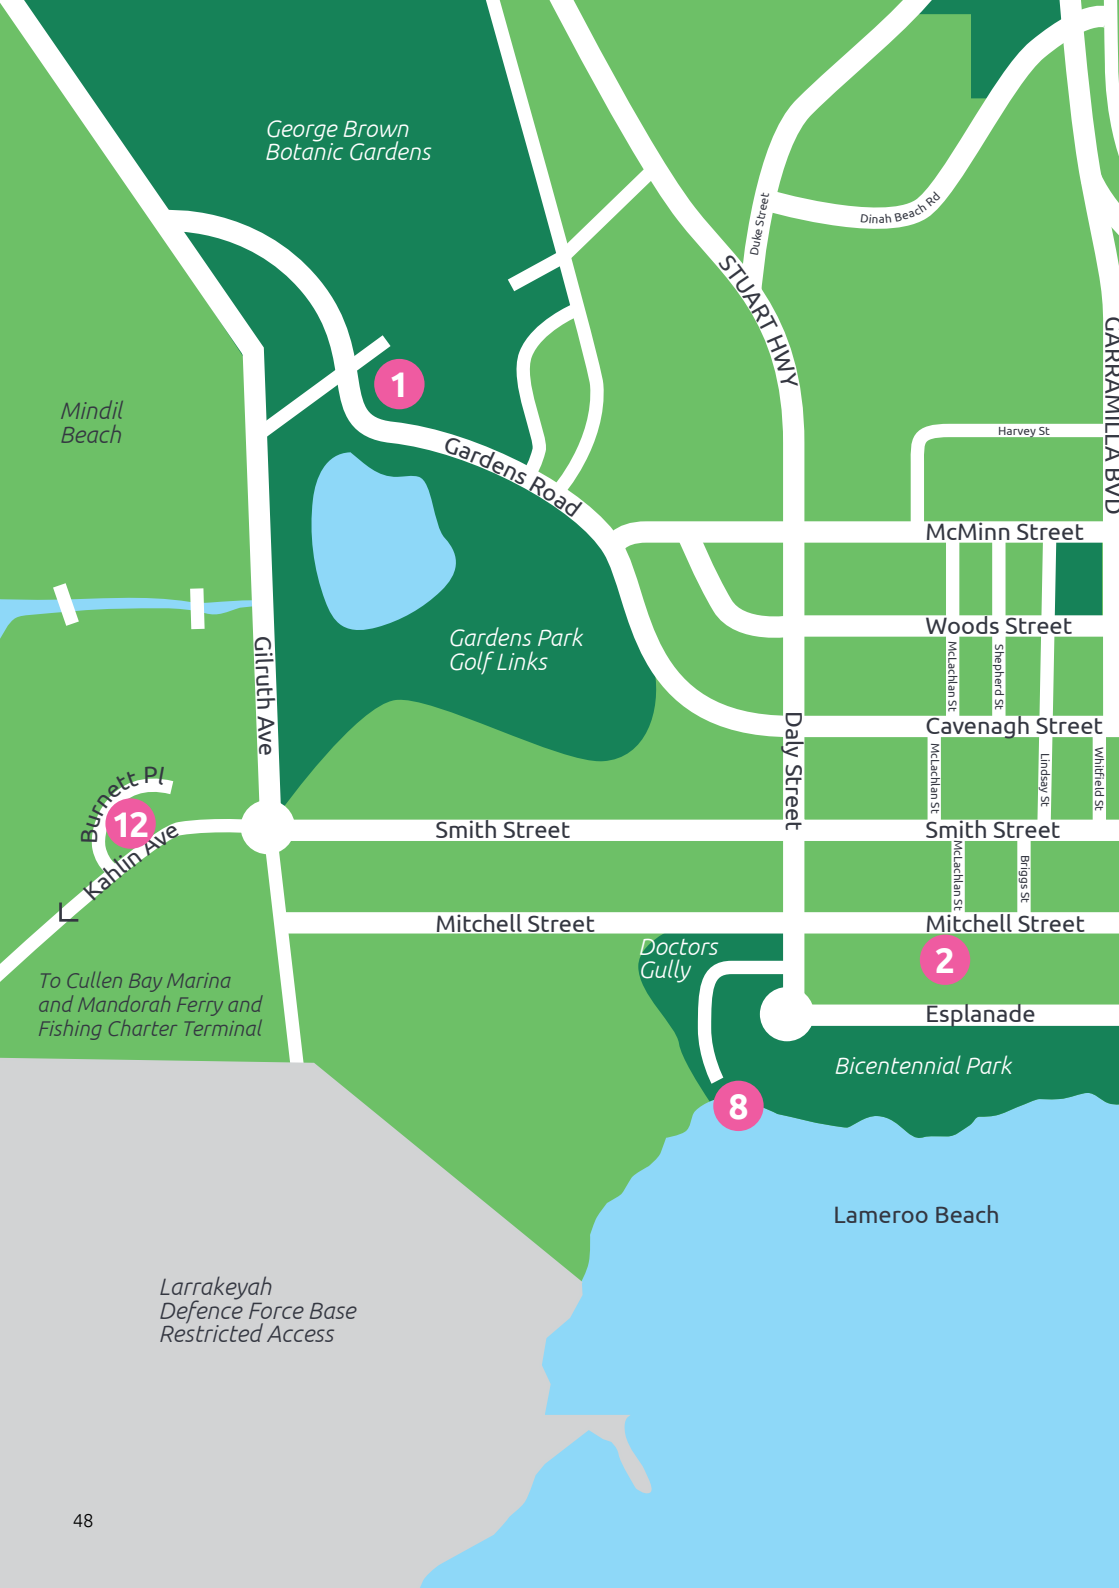 George Brown
Botanic Gardens
Duke Street
Dinah Beach Rd
STUART HWY
GARRAMILLA BVD
1
Mindil
Beach
Harvey St
Gardens Road
McMinn Street
Gardens Park
Golf Links
Gilruth Ave
Woods Street
McLachlan St
Shepherd St
Cavenagh Street
Daly Street
McLachlan St
Lindsay St
Whitfield St
Burnett Pl
12
Kahlin Ave
Smith Street
Smith Street
McLachlan St
Briggs St
Mitchell Street
Mitchell Street
Doctors
Gully
2
To Cullen Bay Marina
and Mandorah Ferry and
Fishing Charter Terminal
Esplanade
Bicentennial Park
8
Lameroo Beach
Larrakeyah
Defence Force Base
Restricted Access
48